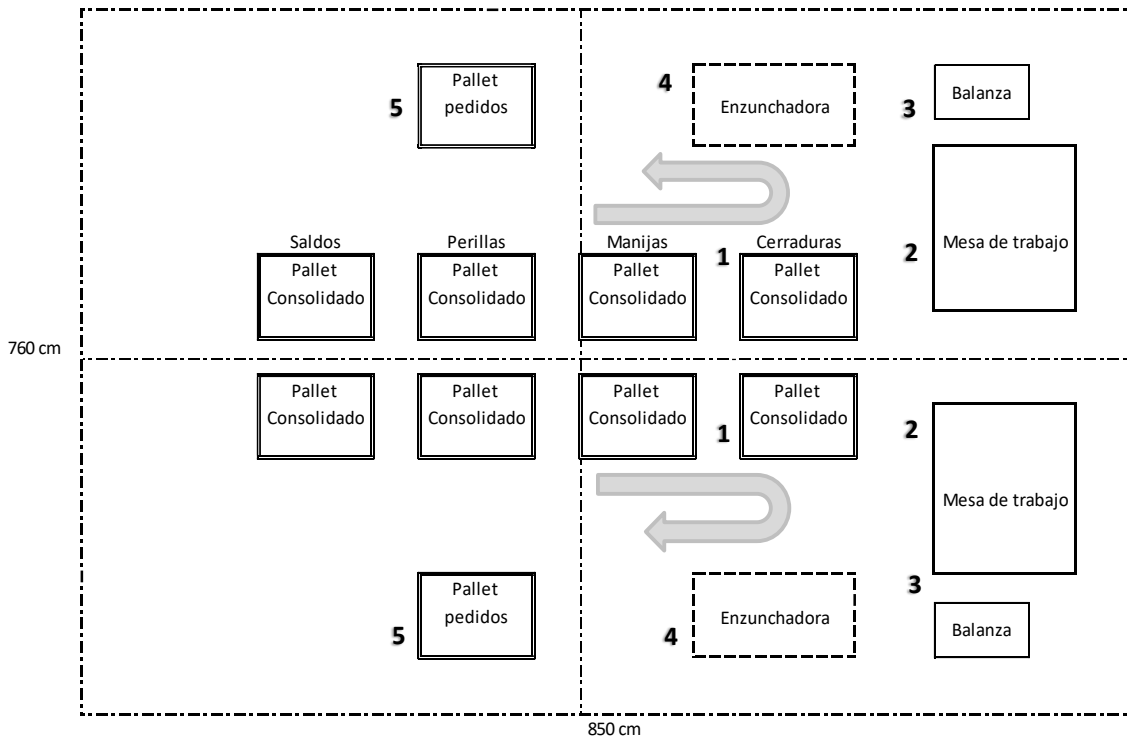 Pallet
pedidos
5
4
Enzunchadora
3
Balanza
Saldos
Perillas
Manijas
Cerraduras
1
2
Mesa de trabajo
Pallet
Consolidado
Pallet
Consolidado
Pallet
Consolidado
Pallet
Consolidado
760 cm
Pallet
Consolidado
Pallet
Consolidado
Pallet
Consolidado
1
Pallet
Consolidado
2
Mesa de trabajo
Pallet
pedidos
5
4
Enzunchadora
3
Balanza
850 cm